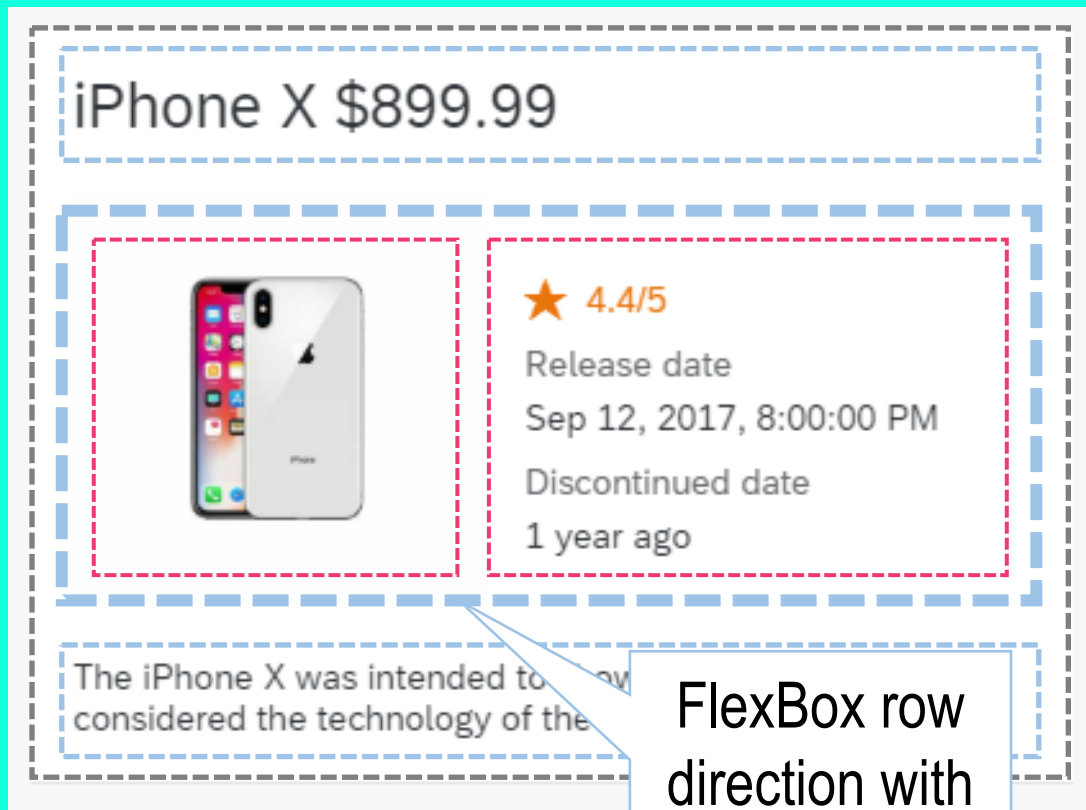 iPhone X $899.99
4.4/5
Release date
Sep 12, 2017, 8:00:00 PM
Discontinued date
1 year ago
The iPhone X was intended to
considered the technology of the
FlexBox row
direction with